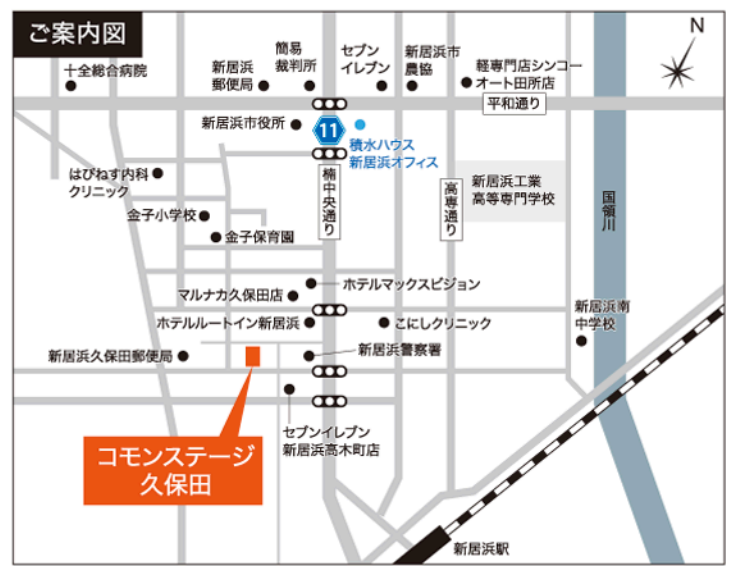 ご案内図
N
十全総合病院
新居浜
郵便局
簡易
裁判所
セブン
イレブン
新居浜市
農協
軽専門店シンコー
オート田所店
平和通り
新居浜市役所
11
積水ハウス
新居浜オフィス
はぴねす内科
クリニック
楠中央通り
高専通り
新居浜工業
高等専門学校
国領川
金子小学校
金子保育園
ホテルマックスビジョン
マルナカ久保田店
ホテルルートイン新居浜
こにしクリニック
新居浜南
中学校
新居浜久保田郵便局
新居浜警察署
セブンイレブン
新居浜高木町店
コモンステージ
久保田
新居浜駅